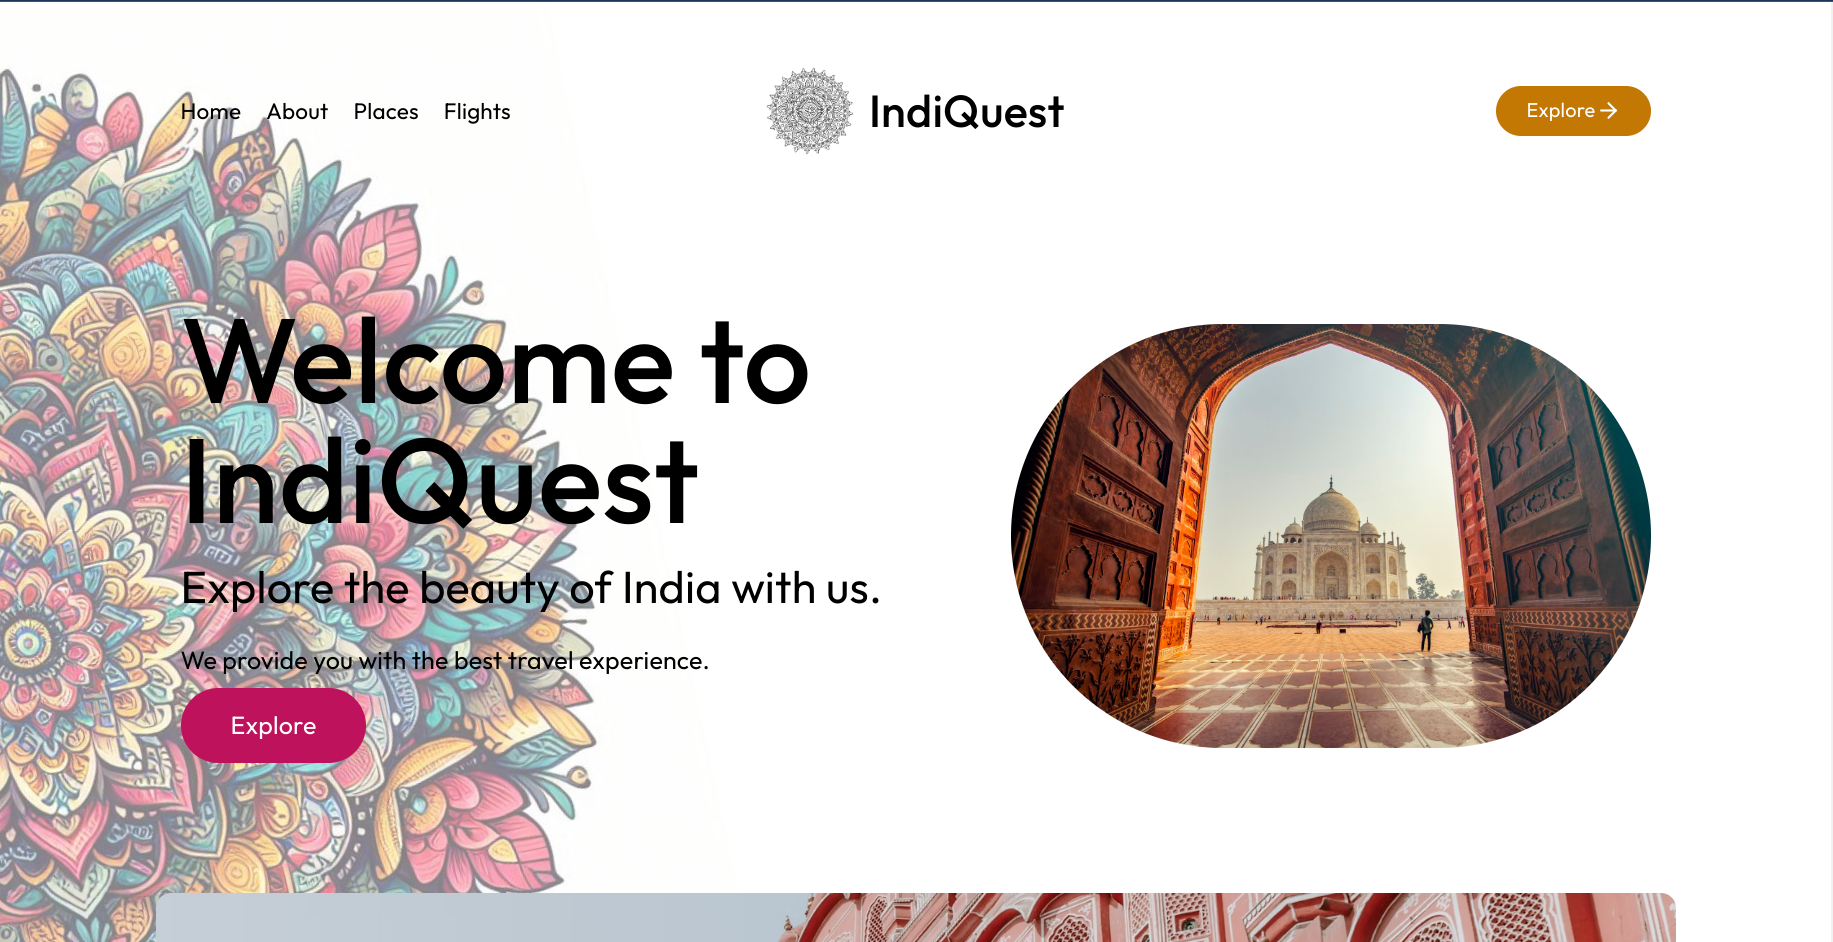 Home About Places Flights
IndiQuest
Explore
Welcome to
IndiQuest
Explore the beauty of India with us.
We provide you with the best travel experience.
Explore